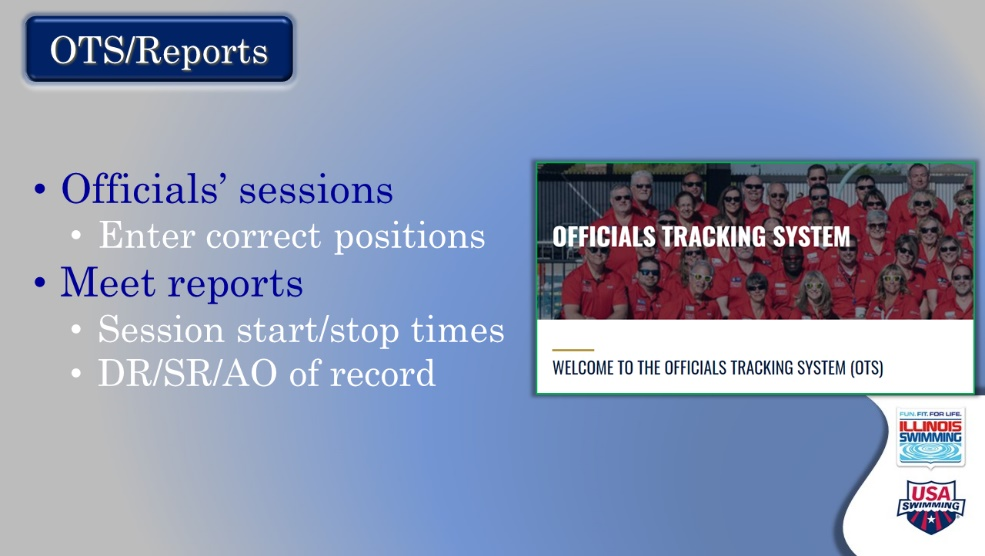 OTS/Reports
• Officials’ sessions
• Enter correct positions
• Meet reports
• Session start/stop times
• DR/SR/AO of record
OFFICIALS TRACKING SYSTEM
WELCOME TO THE OFFICIALS TRACKING SYSTEM (OTS)
FUN. FIT. FOR LIFE.
ILLINOIS
SWIMMING
USA
SWIMMING